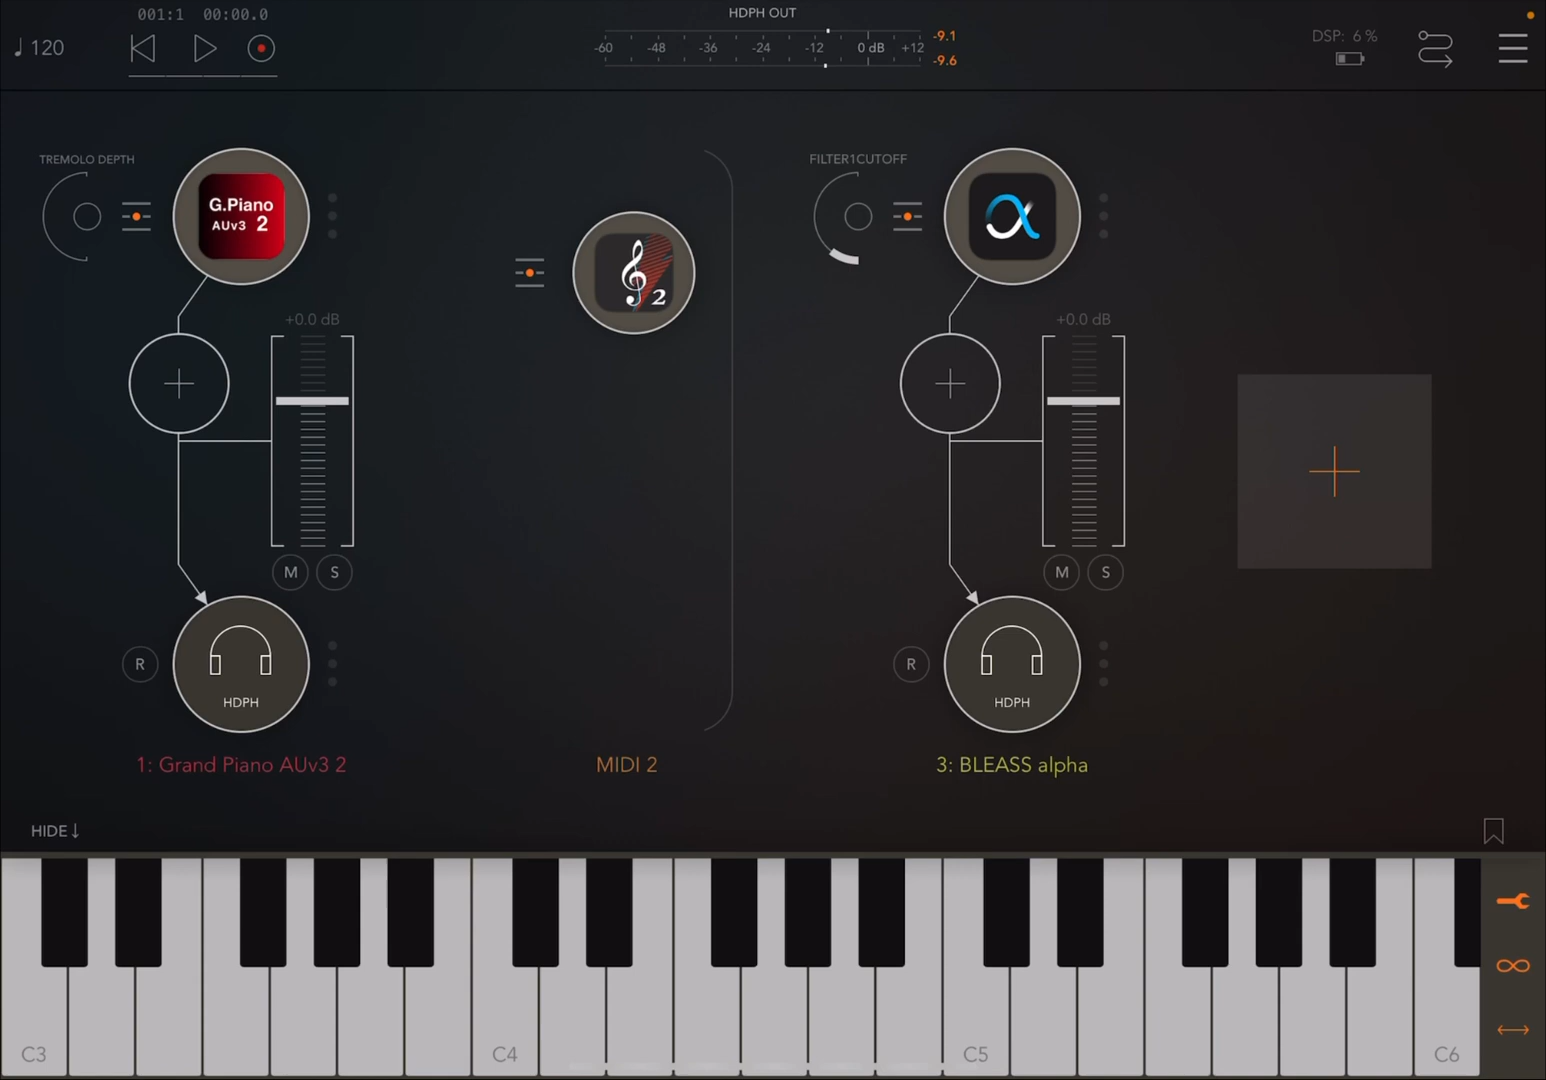 001:1 00:00.0
HDPH OUT
♩ 120
-60 -48 -36 -24 -12 0 dB +12
-9.1
-9.6
DSP: 6 %
TREMOLO DEPTH
G.Piano
AUv3 2
2
FILTER1CUTOFF
+0.0 dB
+0.0 dB
M S
M S
R
HDPH
R
HDPH
1: Grand Piano AUv3 2
MIDI 2
3: BLEASS alpha
HIDE↓
C3 C4 C5 C6